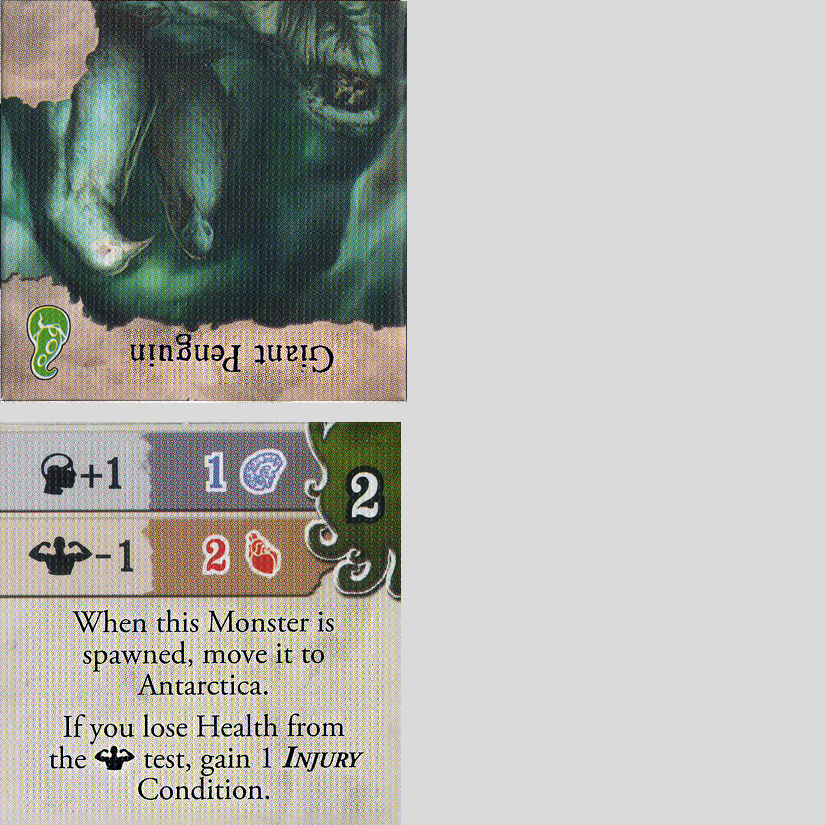 Giant Penguin
+1 1 2
-1 2
When this Monster is
spawned, move it to
Antarctica.
If you lose Health from
the test, gain 1 INJURY
Condition.